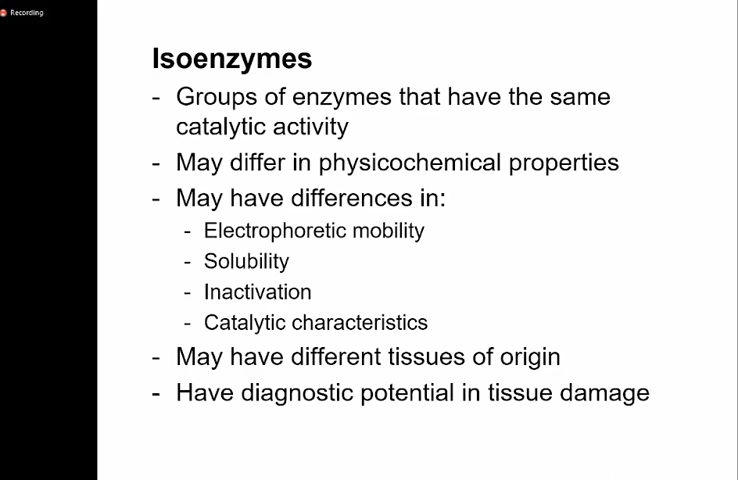 Recording
Isoenzymes
- Groups of enzymes that have the same
catalytic activity
- May differ in physicochemical properties
- May have differences in:
- Electrophoretic mobility
- Solubility
- Inactivation
- Catalytic characteristics
- May have different tissues of origin
- Have diagnostic potential in tissue damage